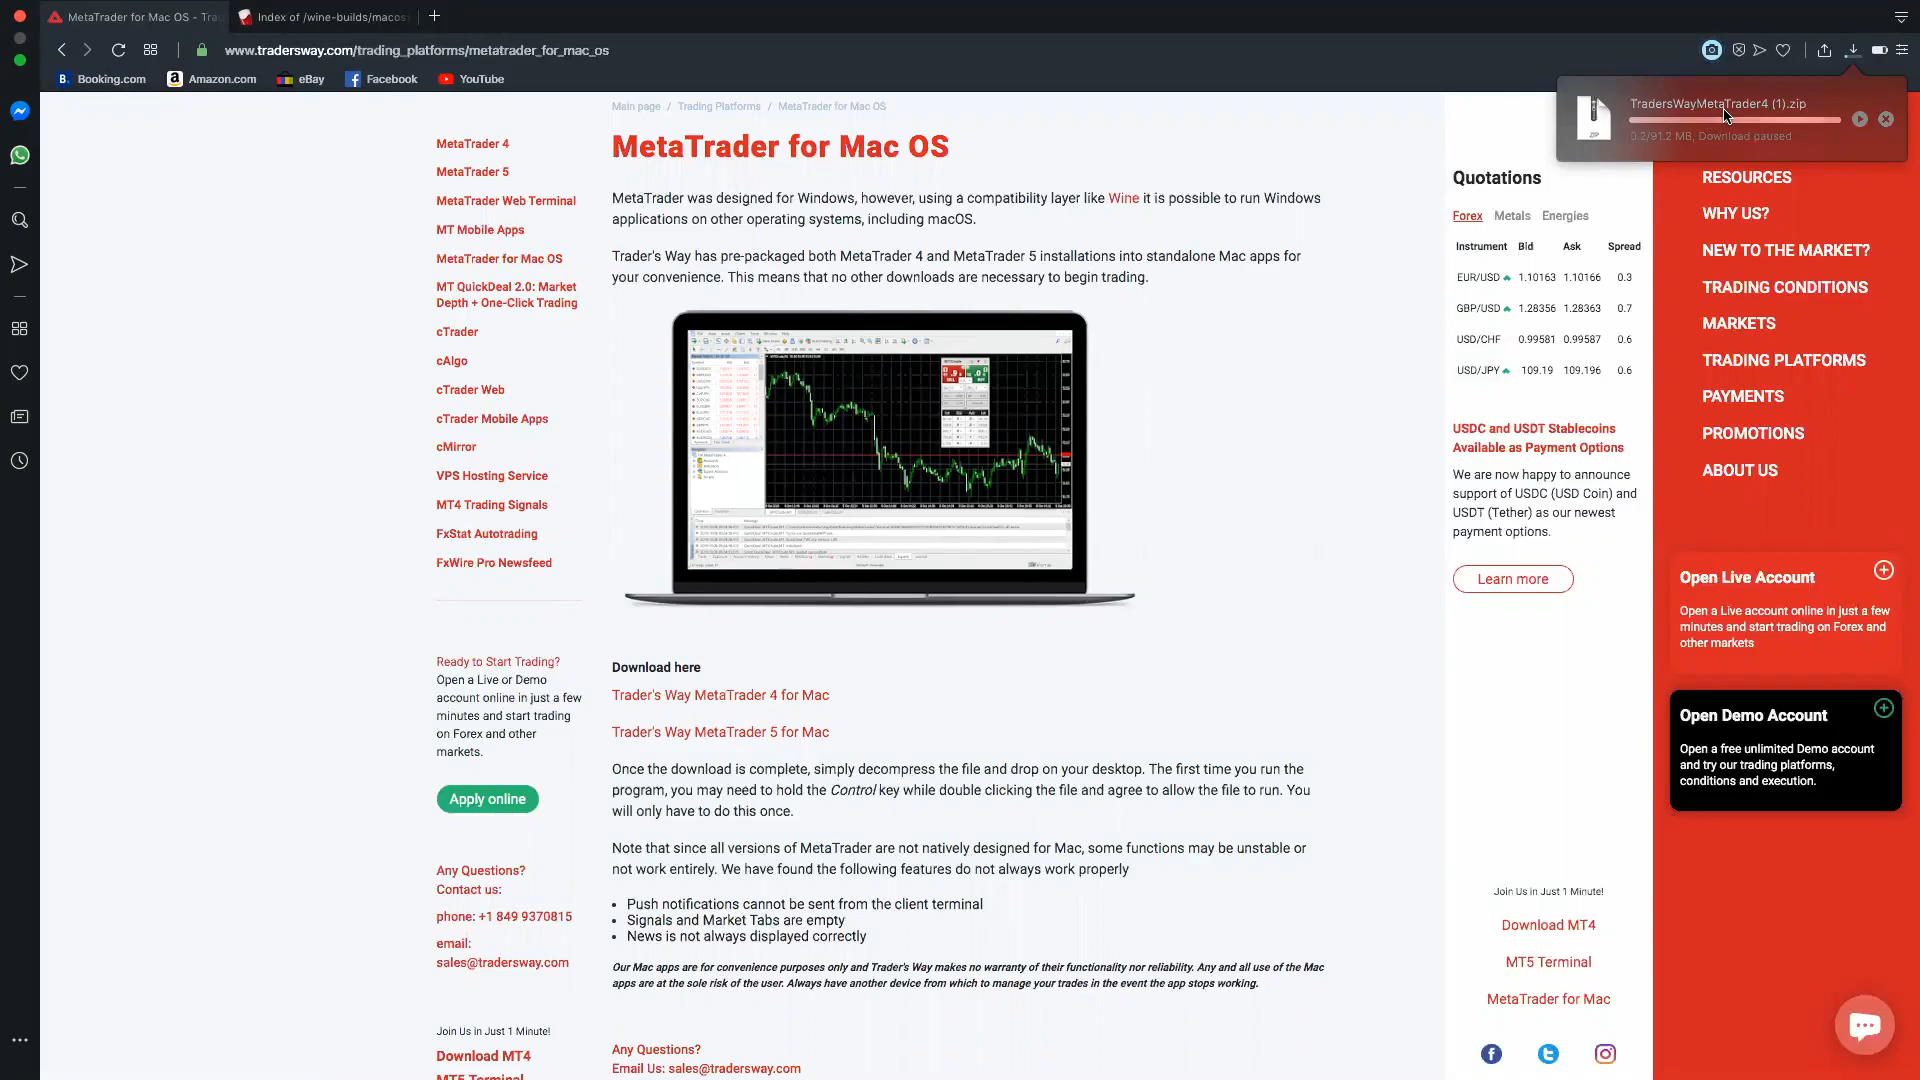 MetaTrader for Mac OS - Tra
Index of /wine-builds/macos
www.tradersway.com/trading_platforms/metatrader_for_mac_os
B. Booking.com
a Amazon.com
eBay
Facebook
YouTube
TradersWayMetaTrader4 (1).zip
ZIP
0.2/91.2 MB, Download paused
Main page / Trading Platforms / MetaTrader for Mac OS
MetaTrader 4
MetaTrader 5
MetaTrader Web Terminal
MT Mobile Apps
MetaTrader for Mac OS
MT QuickDeal 2.0: Market
Depth + One-Click Trading
cTrader
cAlgo
cTrader Web
cTrader Mobile Apps
cMirror
VPS Hosting Service
MT4 Trading Signals
FxStat Autotrading
FxWire Pro Newsfeed
Ready to Start Trading?
Open a Live or Demo
account online in just a few
minutes and start trading
on Forex and other
markets.
Apply online
Any Questions?
Contact us:
phone: +1 849 9370815
email:
sales@tradersway.com
Join Us in Just 1 Minute!
Download MT4
MT5 Terminal
MetaTrader for Mac OS
MetaTrader was designed for Windows, however, using a compatibility layer like Wine it is possible to run Windows
applications on other operating systems, including macOS.
Trader's Way has pre-packaged both MetaTrader 4 and MetaTrader 5 installations into standalone Mac apps for
your convenience. This means that no other downloads are necessary to begin trading.
Download here
Trader's Way MetaTrader 4 for Mac
Trader's Way MetaTrader 5 for Mac
Once the download is complete, simply decompress the file and drop on your desktop. The first time you run the
program, you may need to hold the Control key while double clicking the file and agree to allow the file to run. You
will only have to do this once.
Note that since all versions of MetaTrader are not natively designed for Mac, some functions may be unstable or
not work entirely. We have found the following features do not always work properly
• Push notifications cannot be sent from the client terminal
• Signals and Market Tabs are empty
• News is not always displayed correctly
Our Mac apps are for convenience purposes only and Trader's Way makes no warranty of their functionality nor reliability. Any and all use of the Mac
apps are at the sole risk of the user. Always have another device from which to manage your trades in the event the app stops working.
Any Questions?
Email Us: sales@tradersway.com
Quotations
Forex Metals Energies
Instrument Bid Ask Spread
EUR/USD 1.10163 1.10166 0.3
GBP/USD 1.28356 1.28363 0.7
USD/CHF 0.99581 0.99587 0.6
USD/JPY 109.19 109.196 0.6
USDC and USDT Stablecoins
Available as Payment Options
We are now happy to announce
support of USDC (USD Coin) and
USDT (Tether) as our newest
payment options.
Learn more
Join Us in Just 1 Minute!
Download MT4
MT5 Terminal
MetaTrader for Mac
RESOURCES
WHY US?
NEW TO THE MARKET?
TRADING CONDITIONS
MARKETS
TRADING PLATFORMS
PAYMENTS
PROMOTIONS
ABOUT US
Open Live Account
Open a Live account online in just a few
minutes and start trading on Forex and
other markets
Open Demo Account
Open a free unlimited Demo account
and try our trading platforms,
conditions and execution.